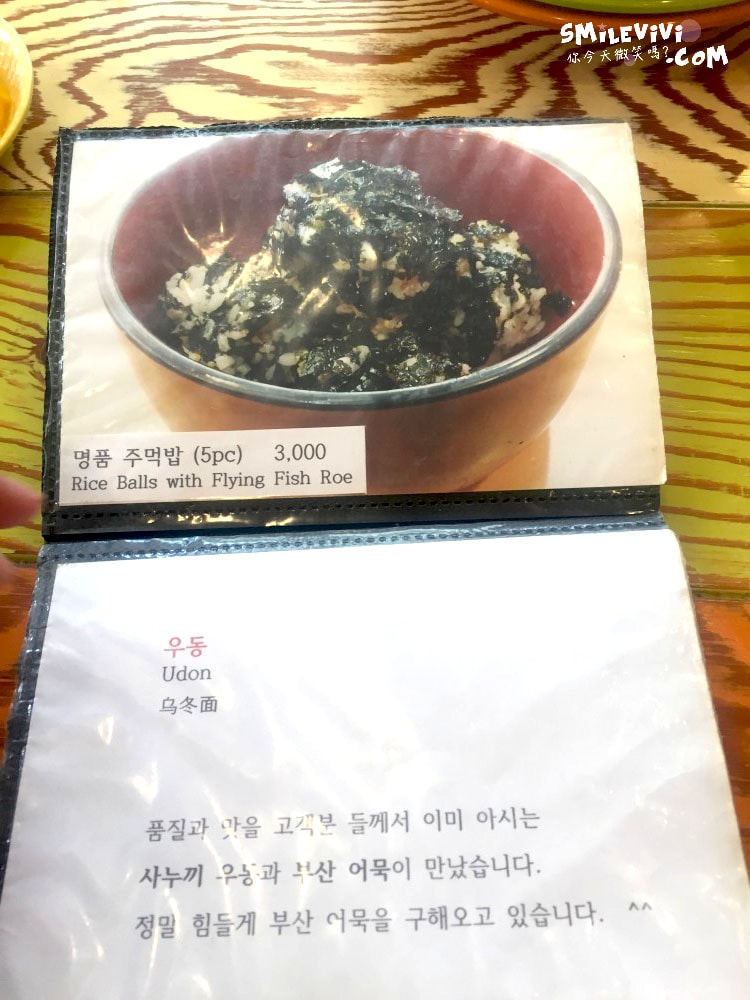 SMiLEViVi
你今天微笑嗎?.COM
명품 주먹밥 (5pc) 3,000
Rice Balls with Flying Fish Roe
우동
Udon
乌冬面
품질과 맛을 고객분 들께서 이미 아시는
사누끼 우동과 부산 어묵이 만났습니다.
정말 힘들게 부산 어묵을 구해오고 있습니다. ^^